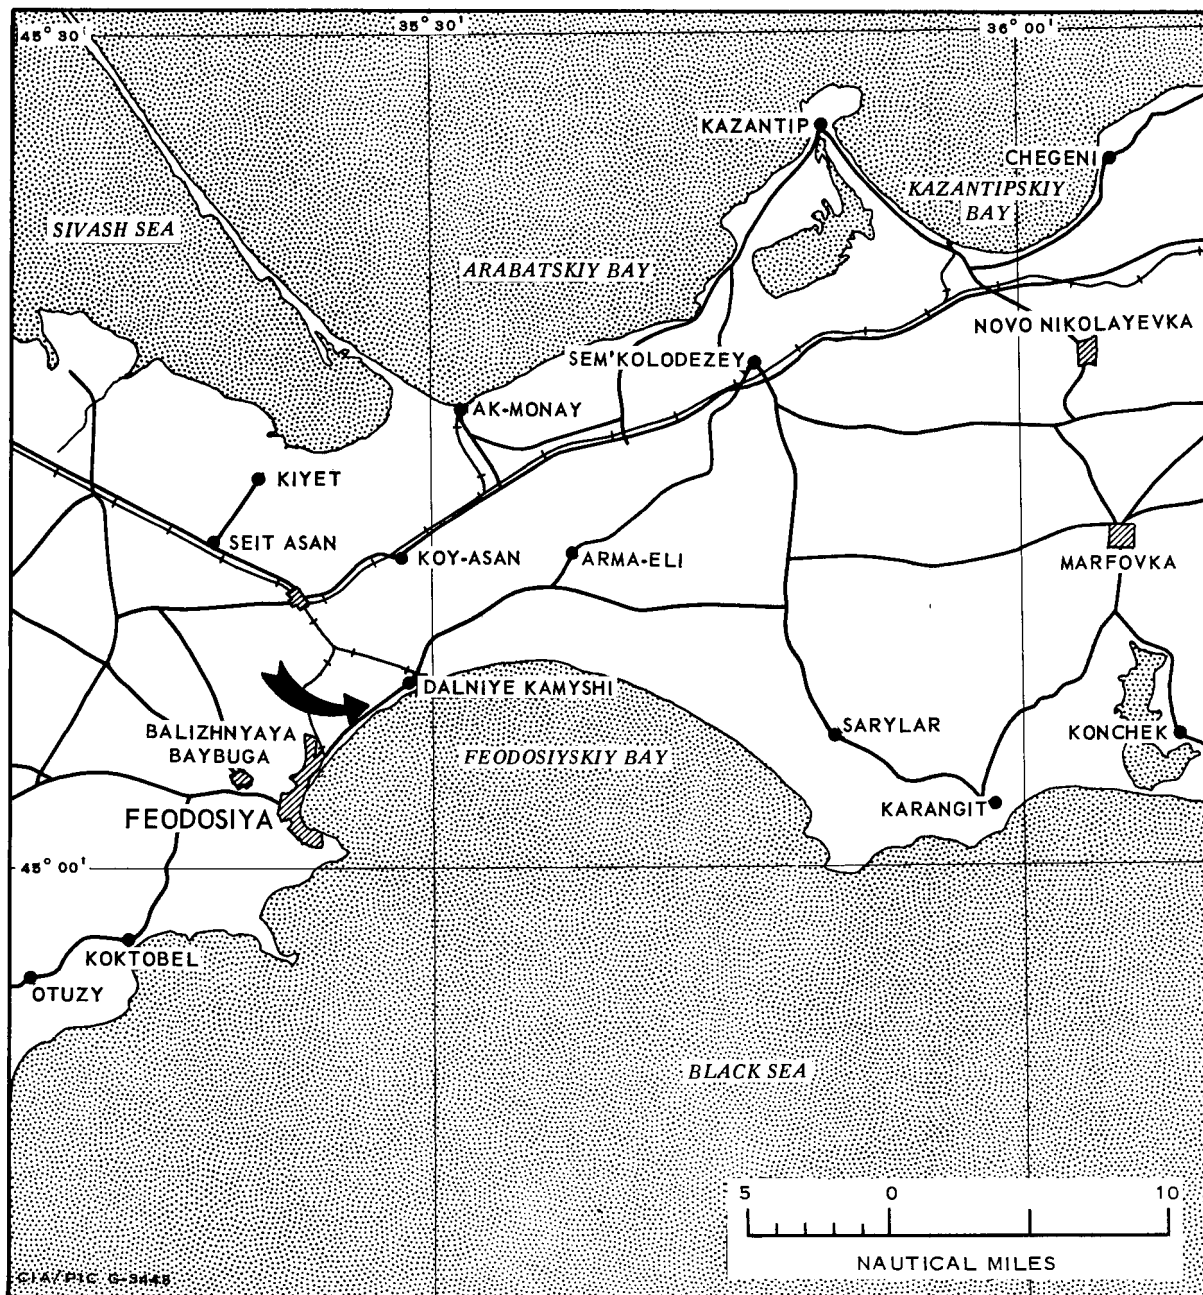 45° 30'
35° 30'
36° 00'
KAZANTIP
CHEGENI
KAZANTIPSKIY
BAY
SIVASH SEA
ARABATSKIY BAY
NOVO NIKOLAYEVKA
SEM'KOLODEZEY
AK-MONAY
KIYET
SEIT ASAN
KOY-ASAN
ARMA-ELI
MARFOVKA
DALNIYE KAMYSHI
BALIZHNYAYA
BAYBUGA
FEODOSIYSKIY BAY
SARYLAR
KONCHEK
KARANGIT
FEODOSIYA
45° 00'
KOKTOBEL
OTUZY
BLACK SEA
5 0 10
NAUTICAL MILES
CIA/PIC G-3448